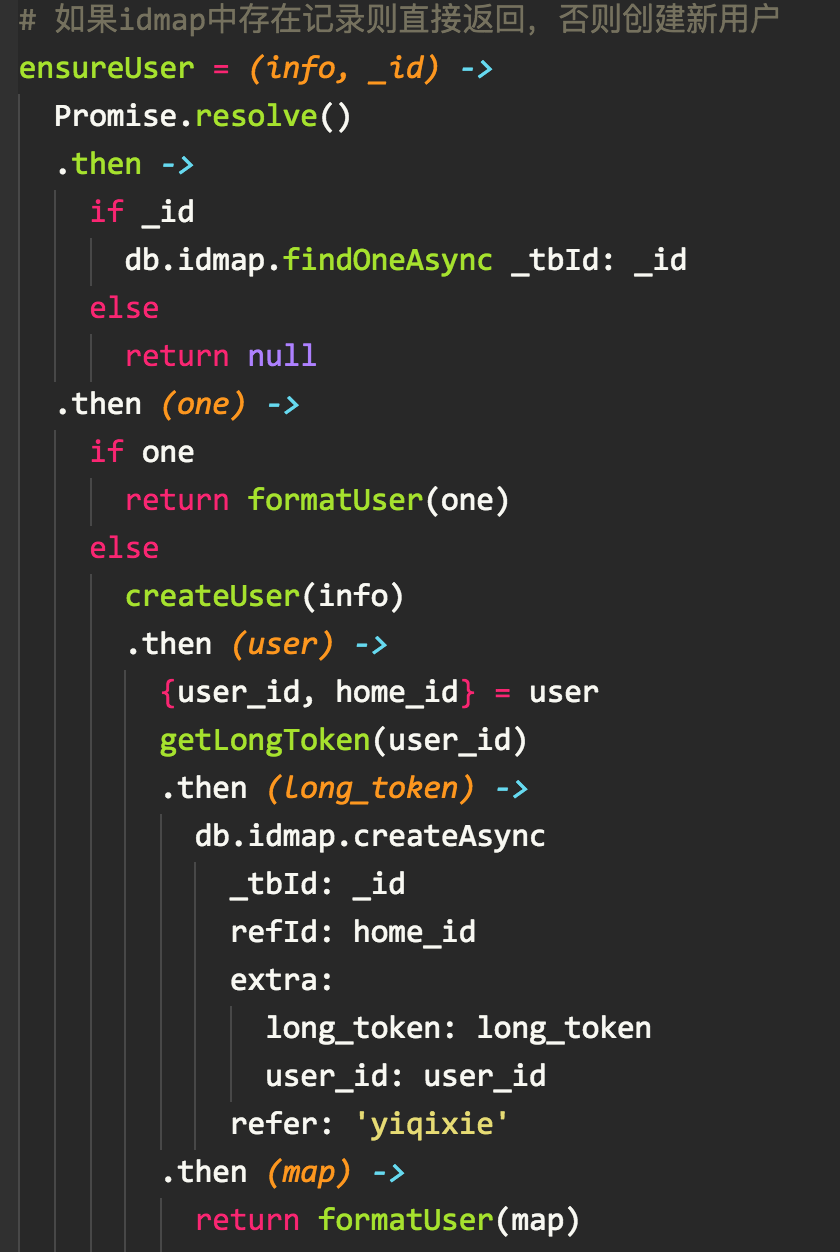 # 如果idmap中存在记录则直接返回，否则创建新用户
ensureUser = (info, _id) ->
  Promise.resolve()
  .then ->
    if _id
      db.idmap.findOneAsync _tbId: _id
    else
      return null
  .then (one) ->
    if one
      return formatUser(one)
    else
      createUser(info)
      .then (user) ->
        {user_id, home_id} = user
        getLongToken(user_id)
        .then (long_token) ->
          db.idmap.createAsync
            _tbId: _id
            refId: home_id
            extra:
              long_token: long_token
              user_id: user_id
            refer: 'yiqixie'
        .then (map) ->
          return formatUser(map)